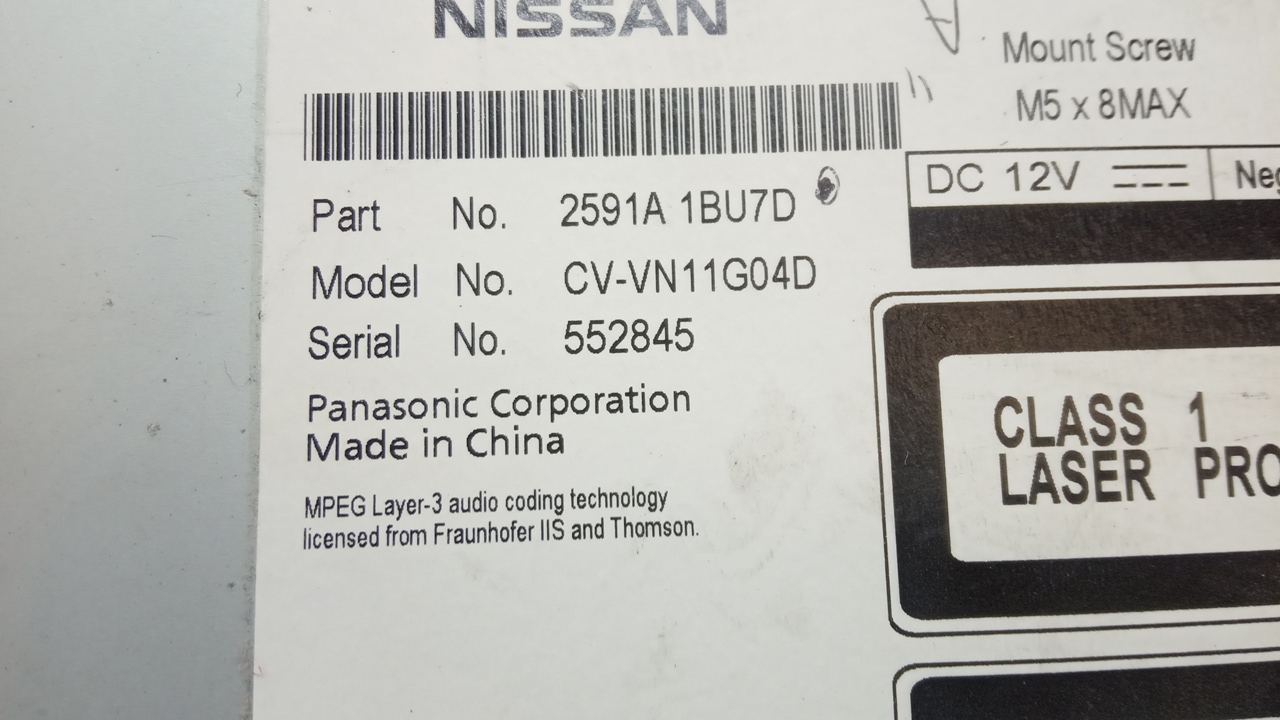 NISSAN
Part No. 2591A 1BU7D
Model No. CV-VN11G04D
Serial No. 552845
Panasonic Corporation
Made in China
MPEG Layer-3 audio coding technology
licensed from Fraunhofer IIS and Thomson.
Mount Screw
M5 x 8MAX
DC 12V
CLASS 1
LASER